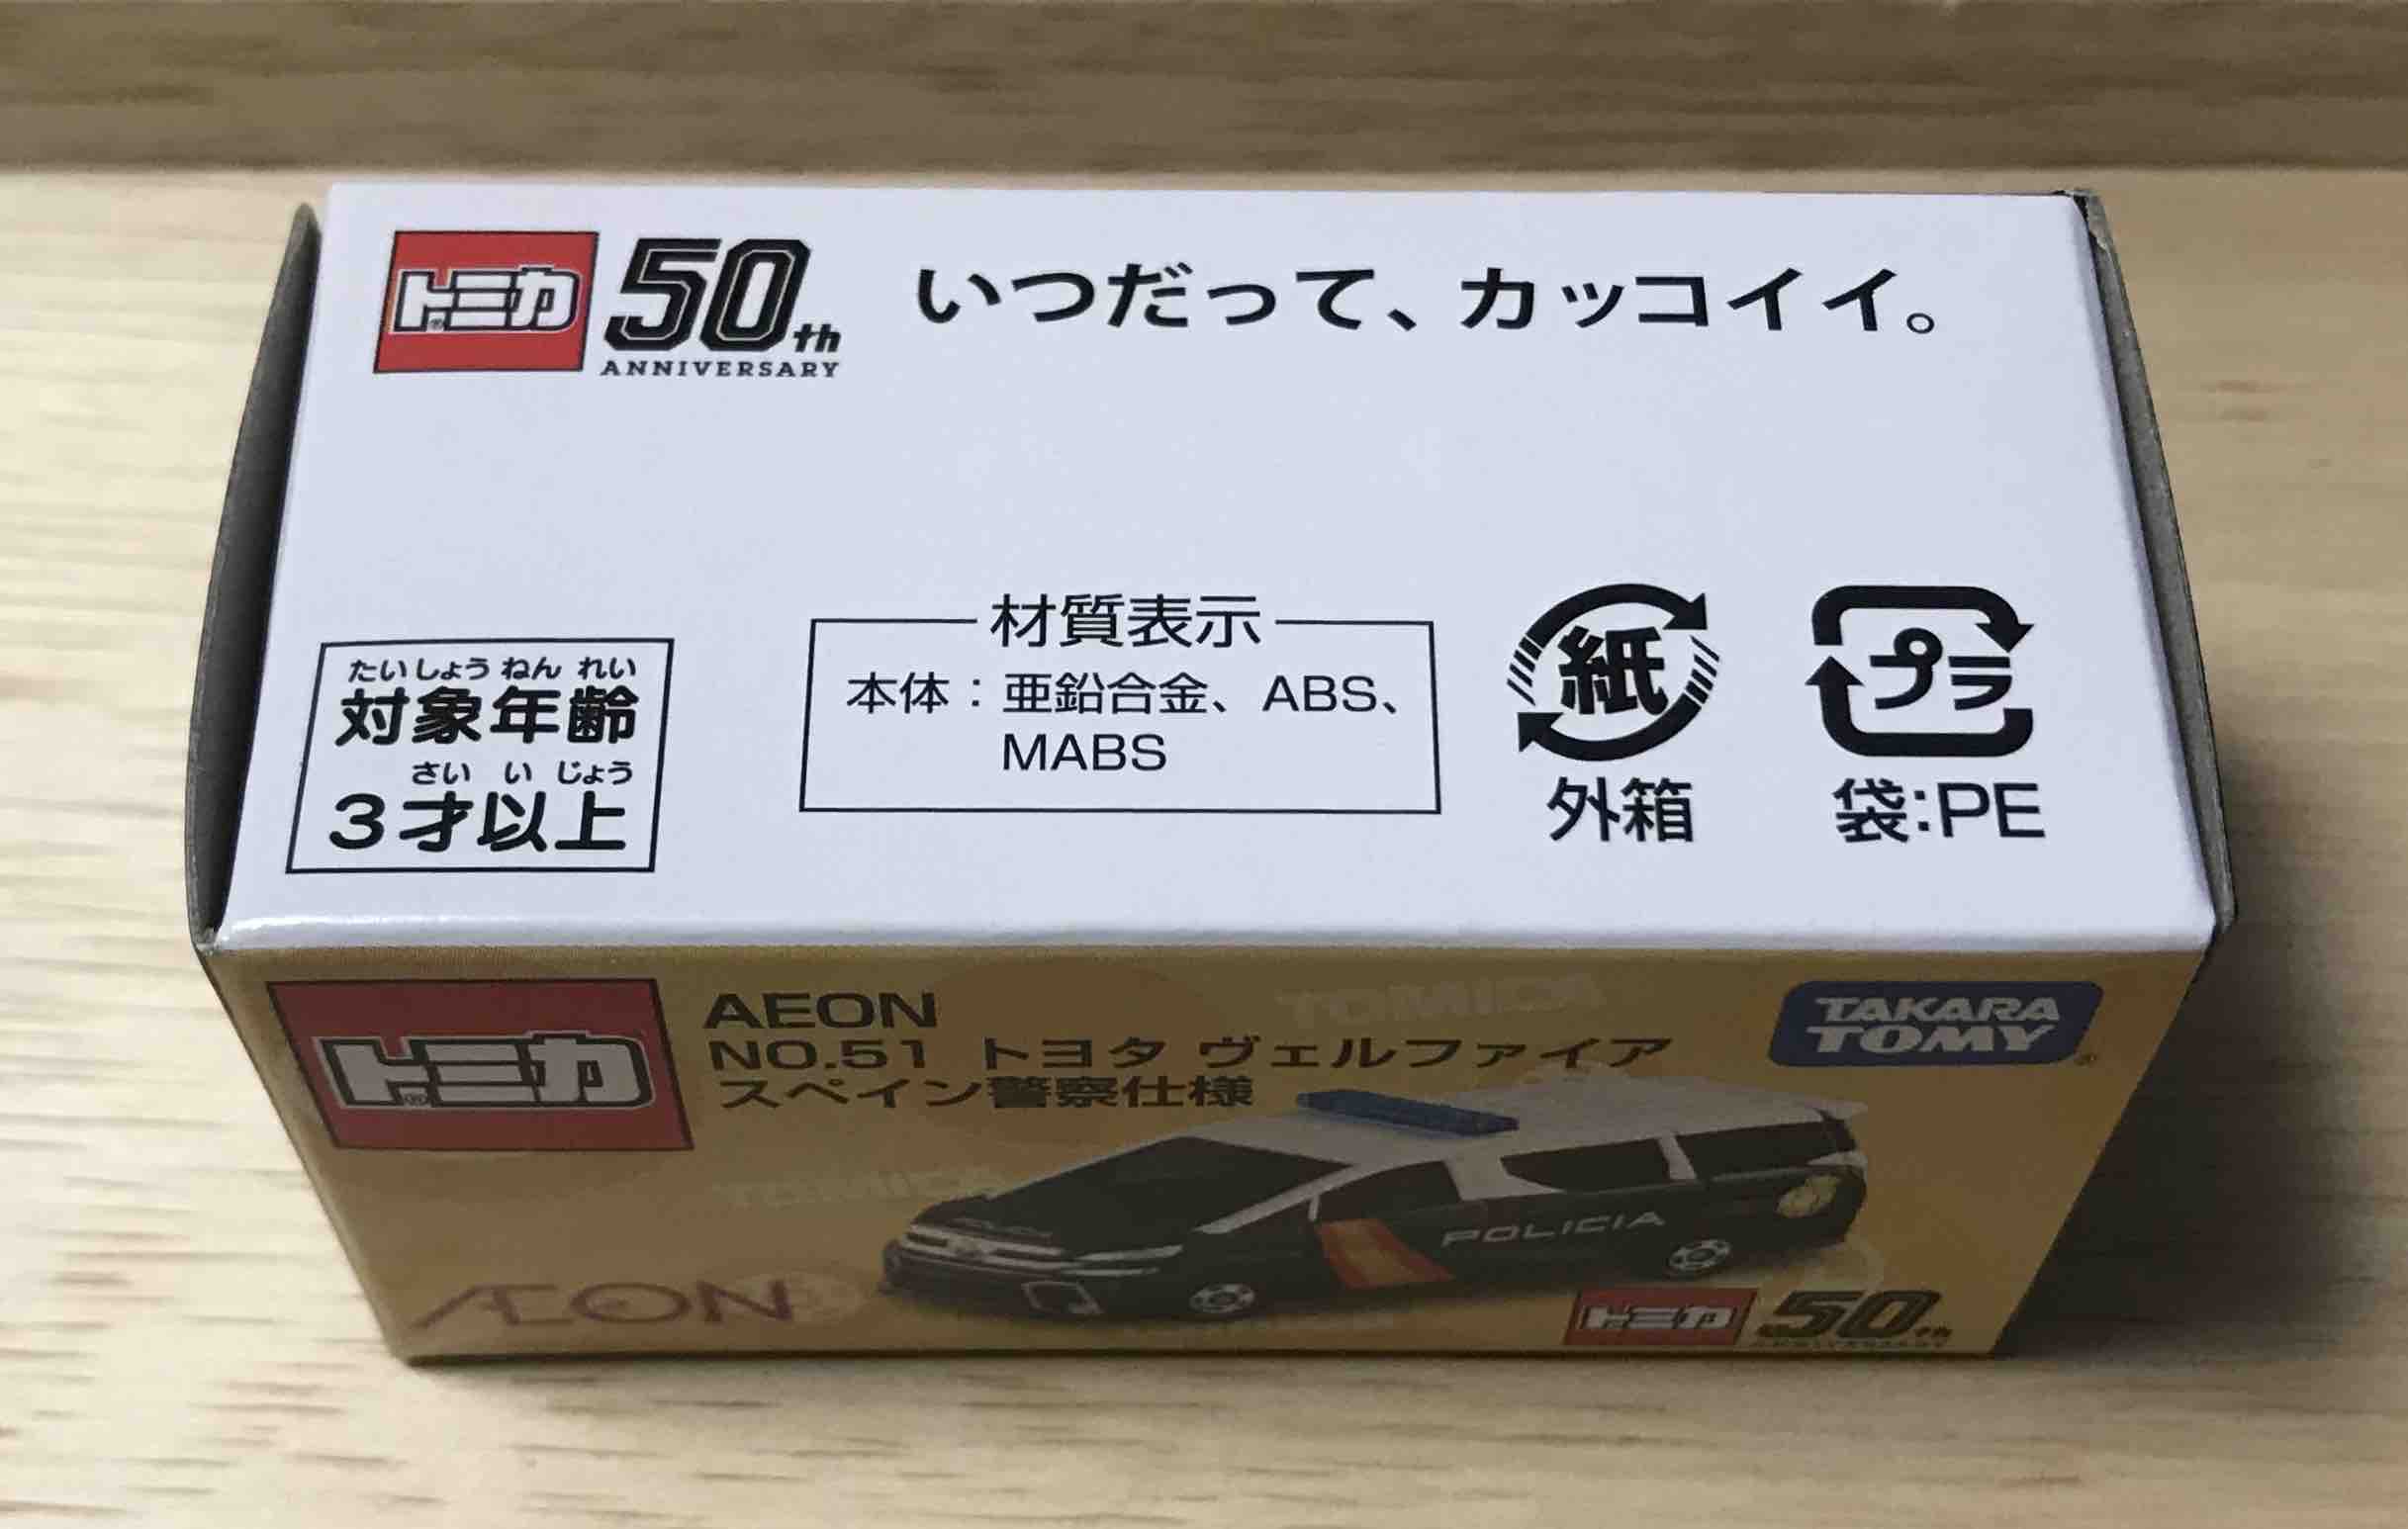 トミカ 50th いつだって、カッコイイ。
ANNIVERSARY
たいしょうねんれい
対象年齢
さい いじょう
3才以上
材質表示
本体：亜鉛合金、ABS、
MABS
紙
外箱
プラ
袋:PE
トミカ
AEON
NO.51 トヨタ ヴェルファイア
スペイン警察仕様
TAKARA
TOMY
TOMICA
TOMICA
POLICIA
AEON
トミカ 50th
ANNIVERSARY